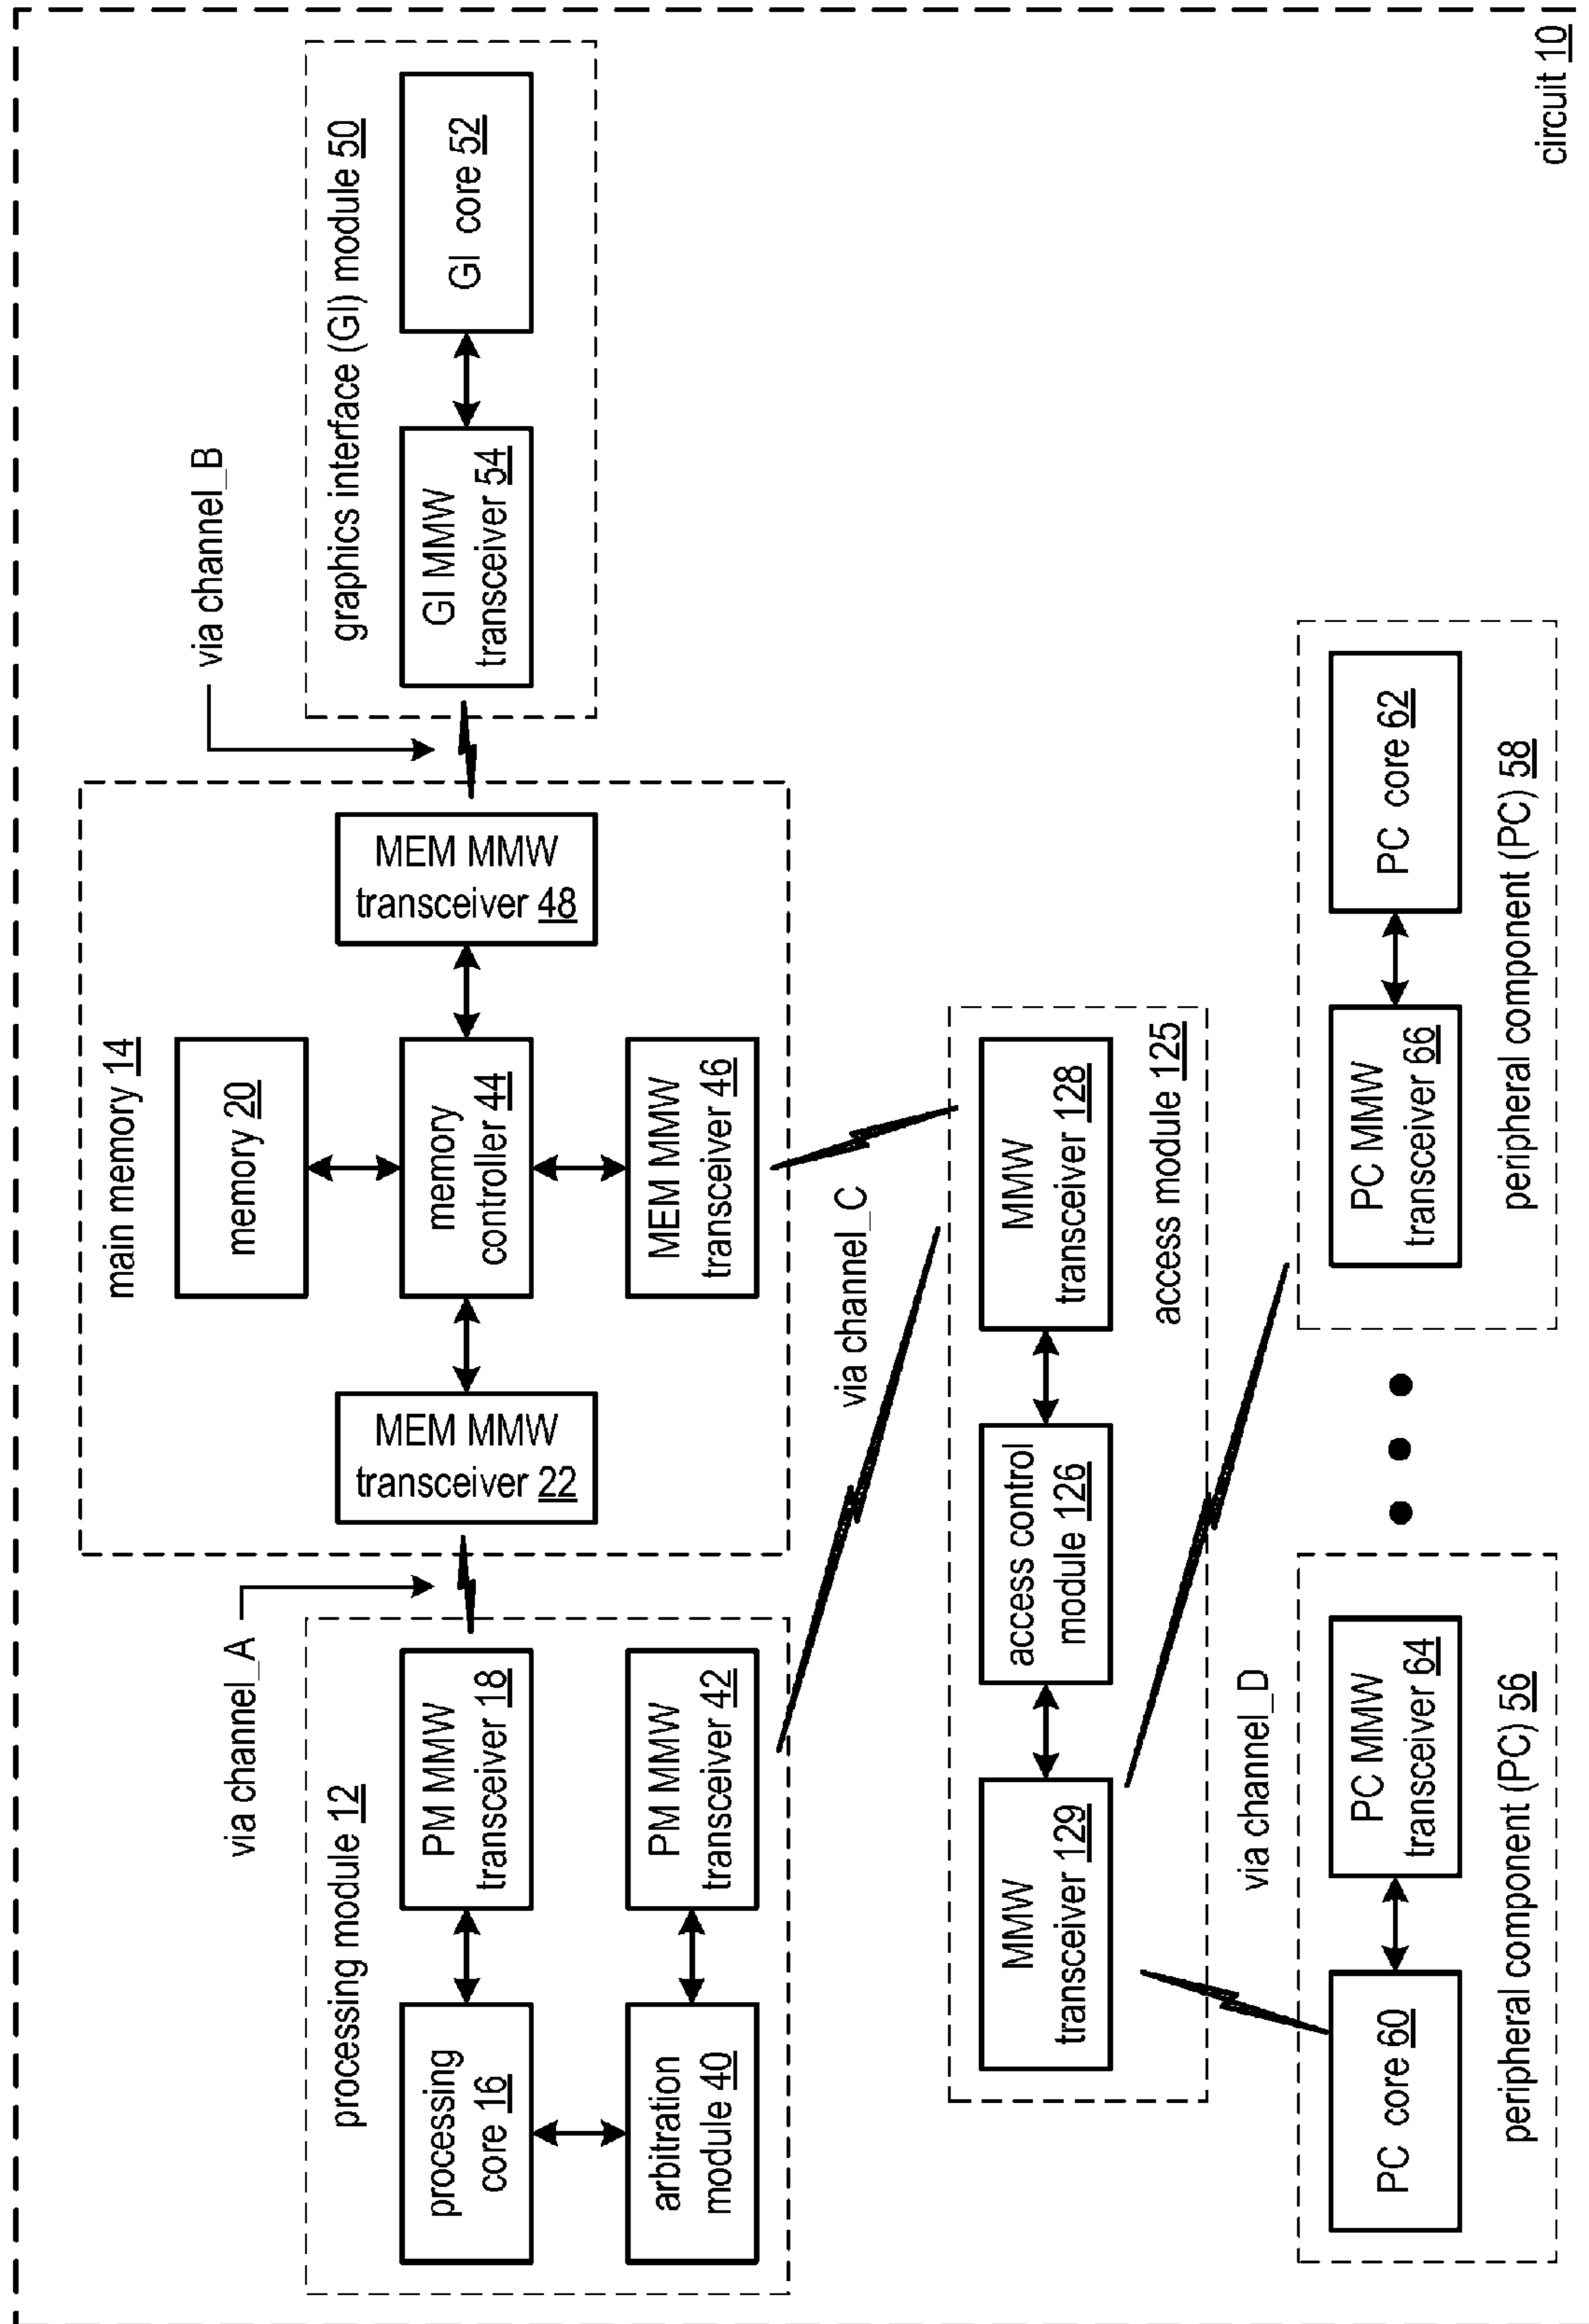 main memory 14
memory 20
via channel_A
via channel_B
processing module 12
graphics interface (GI) module 50
processing
core 16
PM MMW
transceiver 18
MEM MMW
transceiver 22
memory
controller 44
MEM MMW
transceiver 48
GI MMW
transceiver 54
GI core 52
arbitration
module 40
PM MMW
transceiver 42
MEM MMW
transceiver 46
via channel_C
MMW
transceiver 129
access control
module 126
MMW
transceiver 128
access module 125
via channel_D
PC core 60
PC MMW
transceiver 64
PC MMW
transceiver 66
PC core 62
peripheral component (PC) 56
peripheral component (PC) 58
circuit 10